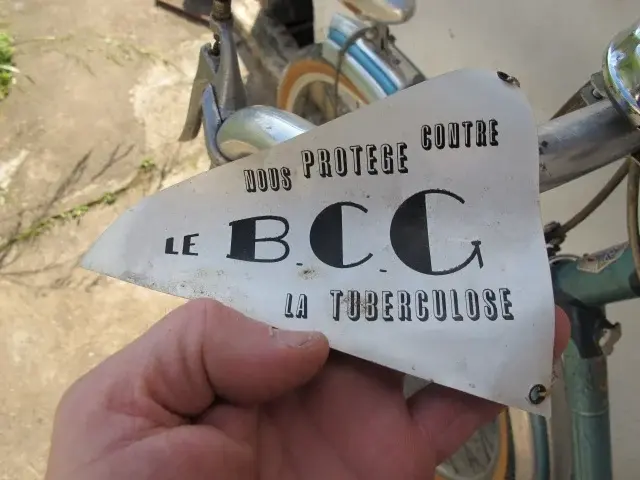 NOUS PROTEGE CONTRE
LE B.C.G
LA TUBERCULOSE